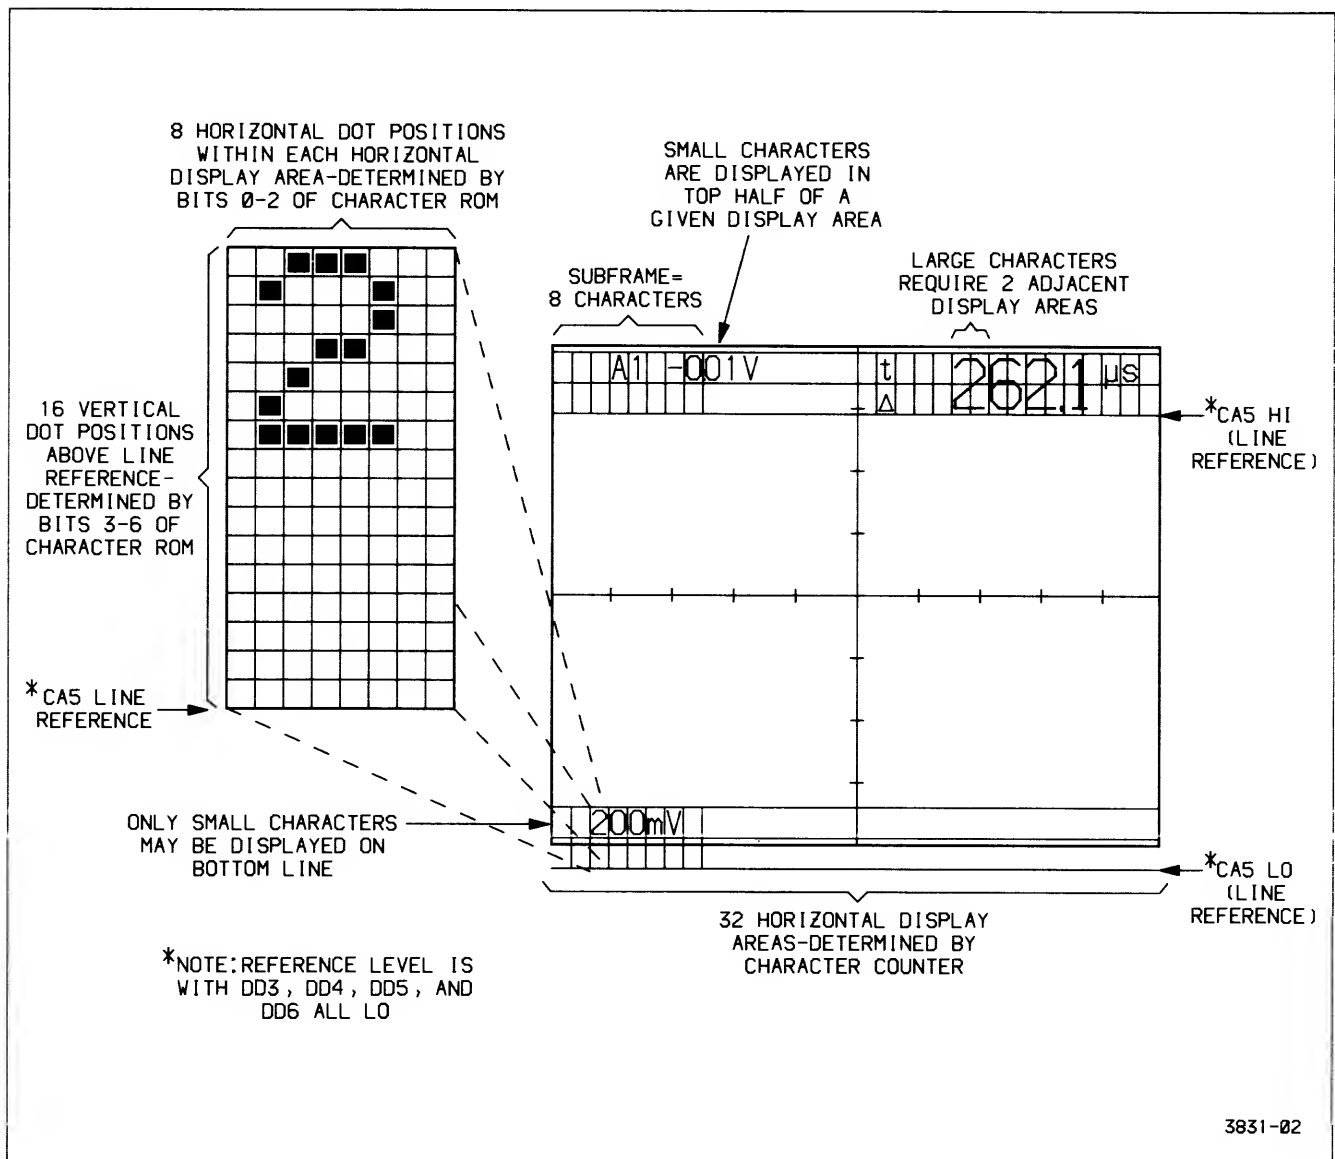 8 HORIZONTAL DOT POSITIONS
WITHIN EACH HORIZONTAL
DISPLAY AREA-DETERMINED BY
BITS 0-2 OF CHARACTER ROM
SMALL CHARACTERS
ARE DISPLAYED IN
TOP HALF OF A
GIVEN DISPLAY AREA
SUBFRAME=
8 CHARACTERS
LARGE CHARACTERS
REQUIRE 2 ADJACENT
DISPLAY AREAS
A1 -001V
t
Δ
262.1 µs
16 VERTICAL
DOT POSITIONS
ABOVE LINE
REFERENCE-
DETERMINED BY
BITS 3-6 OF
CHARACTER ROM
*CA5 HI
(LINE
REFERENCE)
*CA5 LINE
REFERENCE
ONLY SMALL CHARACTERS
MAY BE DISPLAYED ON
BOTTOM LINE
200mV
*CA5 LO
(LINE
REFERENCE)
32 HORIZONTAL DISPLAY
AREAS-DETERMINED BY
CHARACTER COUNTER
*NOTE:REFERENCE LEVEL IS
WITH DD3, DD4, DD5, AND
DD6 ALL LO
3831-02